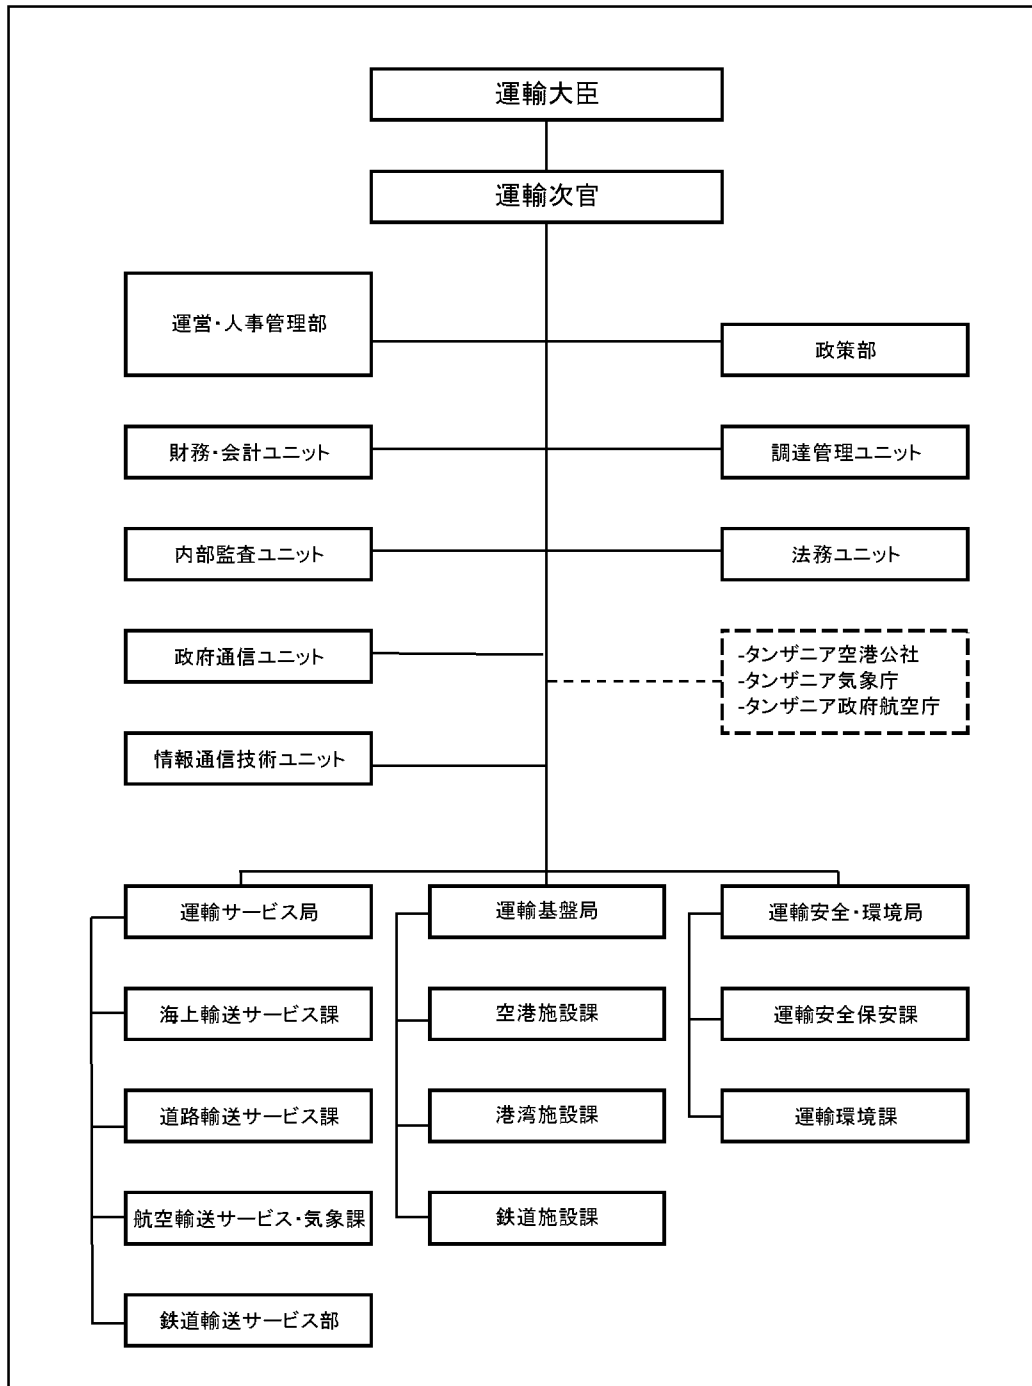 運輸大臣
運輸次官
運営・人事管理部
政策部
財務・会計ユニット
調達管理ユニット
内部監査ユニット
法務ユニット
政府通信ユニット
-タンザニア空港公社
-タンザニア気象庁
-タンザニア政府航空庁
情報通信技術ユニット
運輸サービス局
運輸基盤局
運輸安全・環境局
海上輸送サービス課
空港施設課
運輸安全保安課
道路輸送サービス課
港湾施設課
運輸環境課
航空輸送サービス・気象課
鉄道施設課
鉄道輸送サービス部